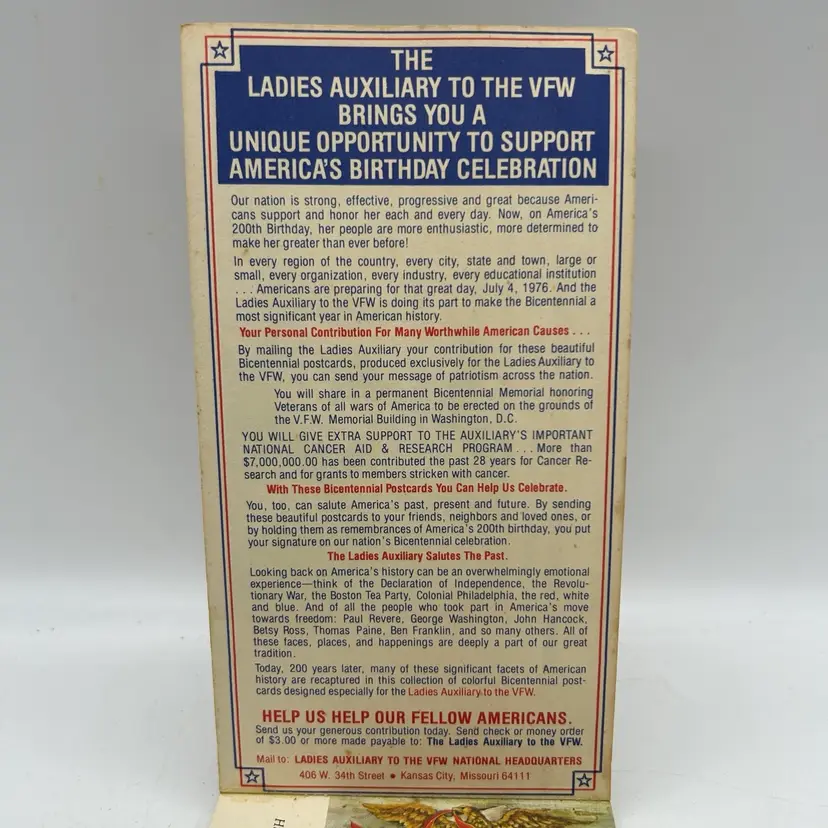 THE
LADIES AUXILIARY TO THE VFW
BRINGS YOU A
UNIQUE OPPORTUNITY TO SUPPORT
AMERICA'S BIRTHDAY CELEBRATION
Our nation is strong, effective, progressive and great because Ameri-
cans support and honor her each and every day. Now, on America's
200th Birthday, her people are more enthusiastic, more determined to
make her greater than ever before!
In every region of the country, every city, state and town, large or
small, every organization, every industry, every educational institution
. . . Americans are preparing for that great day, July 4, 1976. And the
Ladies Auxiliary to the VFW is doing its part to make the Bicentennial a
most significant year in American history.
Your Personal Contribution For Many Worthwhile American Causes . . .
By mailing the Ladies Auxiliary your contribution for these beautiful
Bicentennial postcards, produced exclusively for the Ladies Auxiliary to
the VFW, you can send your message of patriotism across the nation.
You will share in a permanent Bicentennial Memorial honoring
Veterans of all wars of America to be erected on the grounds of
the V.F.W. Memorial Building in Washington, D.C.
YOU WILL GIVE EXTRA SUPPORT TO THE AUXILIARY'S IMPORTANT
NATIONAL CANCER AID & RESEARCH PROGRAM . . . More than
$7,000,000.00 has been contributed the past 28 years for Cancer Re-
search and for grants to members stricken with cancer.
With These Bicentennial Postcards You Can Help Us Celebrate.
You, too, can salute America's past, present and future. By sending
these beautiful postcards to your friends, neighbors and loved ones, or
by holding them as remembrances of America's 200th birthday, you put
your signature on our nation's Bicentennial celebration.
The Ladies Auxiliary Salutes The Past.
Looking back on America's history can be an overwhelmingly emotional
experience—think of the Declaration of Independence, the Revolu-
tionary War, the Boston Tea Party, Colonial Philadelphia, the red, white
and blue. And of all the people who took part in America's move
towards freedom: Paul Revere, George Washington, John Hancock,
Betsy Ross, Thomas Paine, Ben Franklin, and so many others. All of
these faces, places, and happenings are deeply a part of our great
tradition.
Today, 200 years later, many of these significant facets of American
history are recaptured in this collection of colorful Bicentennial post-
cards designed especially for the Ladies Auxiliary to the VFW.
HELP US HELP OUR FELLOW AMERICANS.
Send us your generous contribution today. Send check or money order
of $3.00 or more made payable to: The Ladies Auxiliary to the VFW.
Mail to: LADIES AUXILIARY TO THE VFW NATIONAL HEADQUARTERS
406 W. 34th Street • Kansas City, Missouri 64111